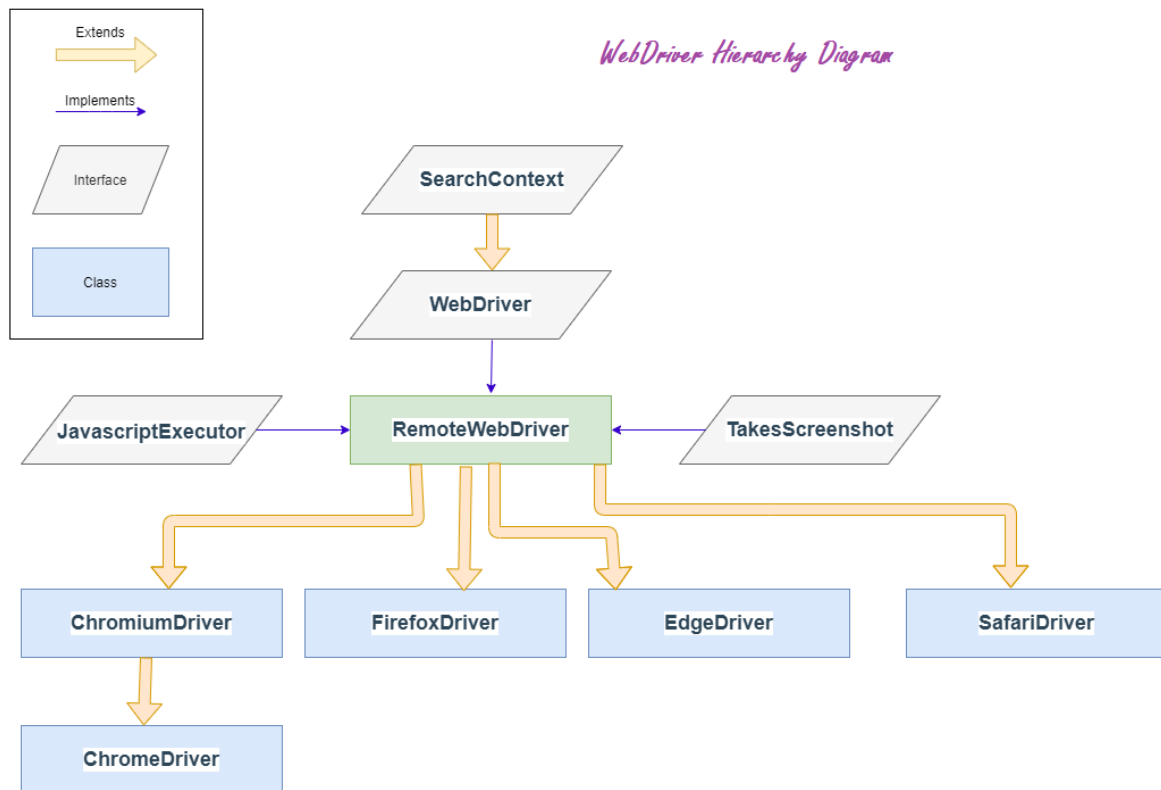 Extends
WebDriver Hierarchy Diagram
Implements
Interface
SearchContext
Class
WebDriver
JavascriptExecutor
RemoteWebDriver
TakesScreenshot
ChromiumDriver
FirefoxDriver
EdgeDriver
SafariDriver
ChromeDriver